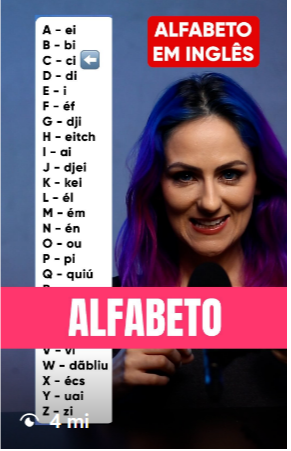 ALFABETO
EM INGLÊS
A - ei
B - bi
C - ci
D - di
E - i
F - éf
G - dji
H - eitch
I - ai
J - djei
K - kei
L - él
M - ém
N - én
O - ou
P - pi
Q - quiú
ALFABETO
V - vi
W - dãbliu
X - écs
Y - uai
Z - zi
4 mi